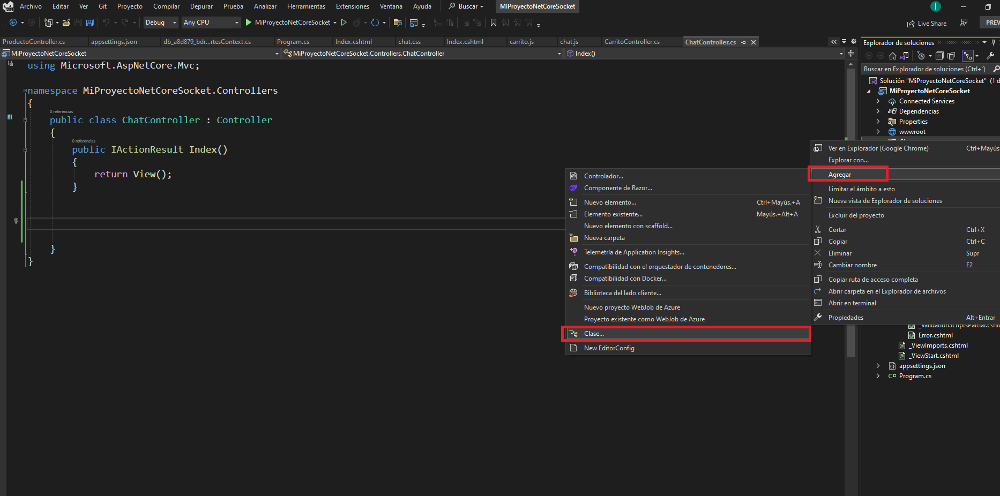 Archivo Editar Ver Git Proyecto Compilar Depurar Prueba Analizar Herramientas Extensiones Ventana Ayuda Buscar MiProyectoNetCoreSocket
PRE
Debug Any CPU MiProyectoNetCoreSocket Live Share PREV
ProductoController.cs appsettings.json db_a8d879_bdr...rtesContext.cs Program.cs Index.cshtml chat.css Index.cshtml carrito.js chat.js CarritoController.cs ChatController.cs
MiProyectoNetCoreSocket MiProyectoNetCoreSocket.Controllers.ChatController Index()
using Microsoft.AspNetCore.Mvc;
namespace MiProyectoNetCoreSocket.Controllers
{
0 referencias
public class ChatController : Controller
{
0 referencias
public IActionResult Index()
{
return View();
}
}
}
Controlador...
Componente de Razor...
Nuevo elemento... Ctrl+Mayús.+A
Elemento existente... Mayús.+Alt+A
Nuevo elemento con scaffold...
Nueva carpeta
Telemetría de Application Insights...
Compatibilidad con el orquestador de contenedores...
Compatibilidad con Docker...
Biblioteca del lado cliente...
Nuevo proyecto WebJob de Azure
Proyecto existente como WebJob de Azure
Clase...
New EditorConfig
Explorador de soluciones
Buscar en Explorador de soluciones (Ctrl+´)
Solución "MiProyectoNetCoreSocket" (1 d
MiProyectoNetCoreSocket
Connected Services
Dependencias
Properties
wwwroot
Ver en Explorador (Google Chrome) Ctrl+Mayús
Explorar con...
Agregar
Limitar el ámbito a esto
Nueva vista de Explorador de soluciones
Excluir del proyecto
Cortar Ctrl+X
Copiar Ctrl+C
Eliminar Supr
Cambiar nombre F2
Copiar ruta de acceso completa
Abrir carpeta en el Explorador de archivos
Abrir en terminal
Propiedades Alt+Entrar
_ValidationScriptsPartial.cshtm
Error.cshtml
_ViewImports.cshtml
_ViewStart.cshtml
appsettings.json
C# Program.cs